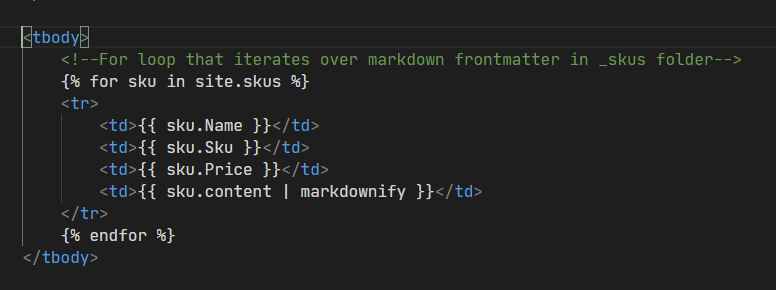 <tbody>
<!--For loop that iterates over markdown frontmatter in _skus folder-->
{% for sku in site.skus %}
<tr>
<td>{{ sku.Name }}</td>
<td>{{ sku.Sku }}</td>
<td>{{ sku.Price }}</td>
<td>{{ sku.content | markdownify }}</td>
</tr>
{% endfor %}
</tbody>